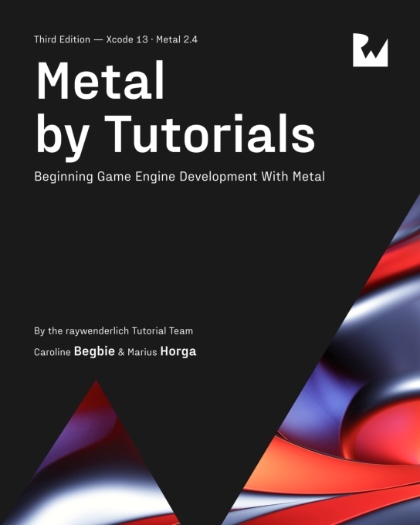 Third Edition — Xcode 13 · Metal 2.4
Metal
by Tutorials
Beginning Game Engine Development With Metal
By the raywenderlich Tutorial Team
Caroline Begbie & Marius Horga